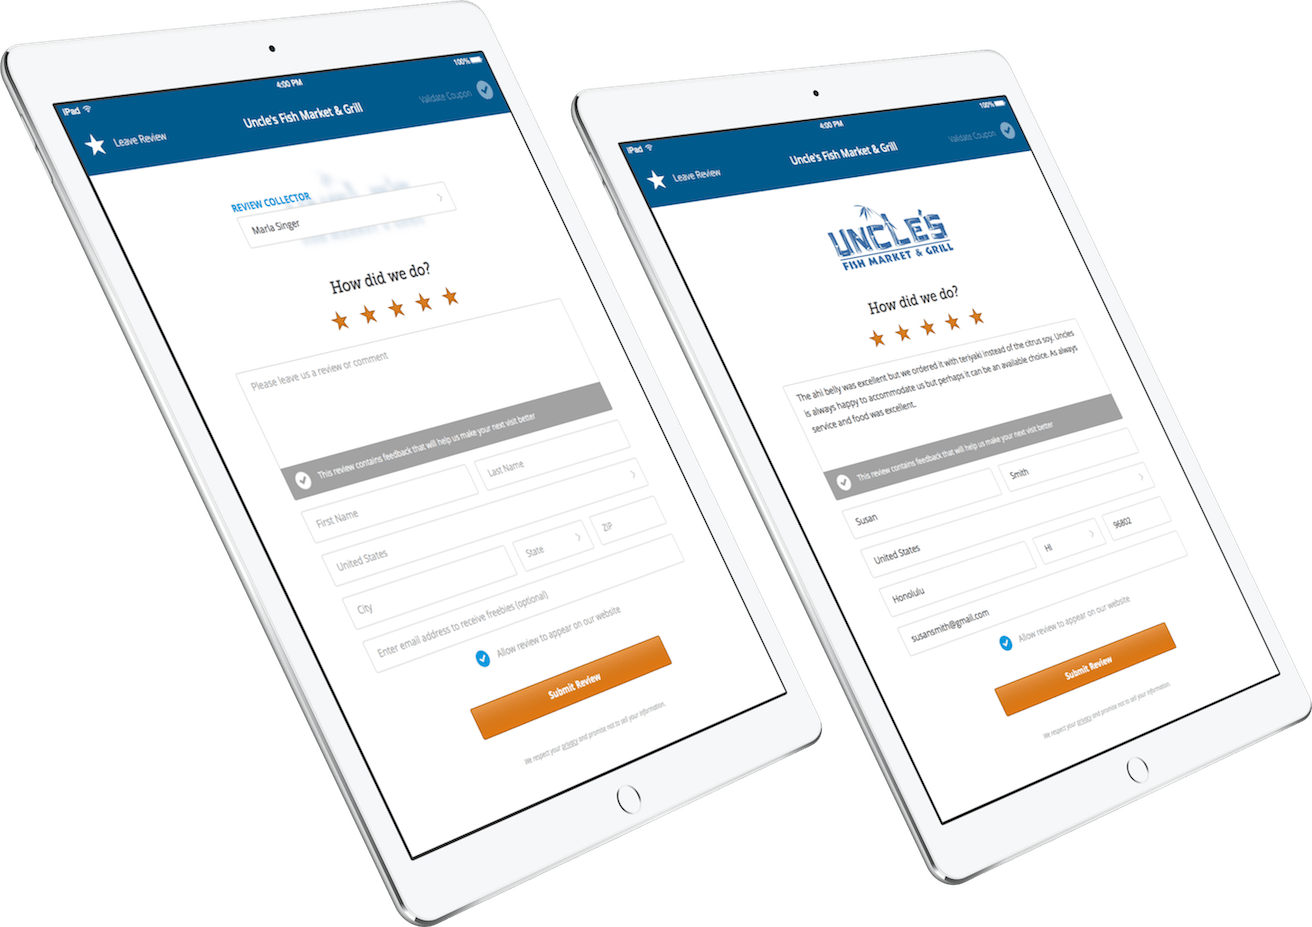 iPad
4:00 PM
100%
Leave Review
Uncle's Fish Market & Grill
Validate Coupon
REVIEW COLLECTOR
Marla Singer
How did we do?
Please leave us a review or comment
This review contains feedback that will help us make your next visit better
First Name
Last Name
United States
City
State
ZIP
Enter email address to receive freebies (optional)
Allow review to appear on our website
Submit Review
We respect your privacy and promise not to sell your information.
iPad
4:00 PM
100%
Leave Review
Uncle's Fish Market & Grill
Validate Coupon
UNCLE'S
FISH MARKET & GRILL
How did we do?
The ahi belly was excellent but we ordered it with teriyaki instead of the citrus soy. Uncles
is always happy to accommodate us but perhaps it can be an available choice. As always
service and food was excellent.
This review contains feedback that will help us make your next visit better
Susan
Smith
United States
Honolulu
HI
96802
susansmith@gmail.com
Allow review to appear on our website
Submit Review
We respect your privacy and promise not to sell your information.